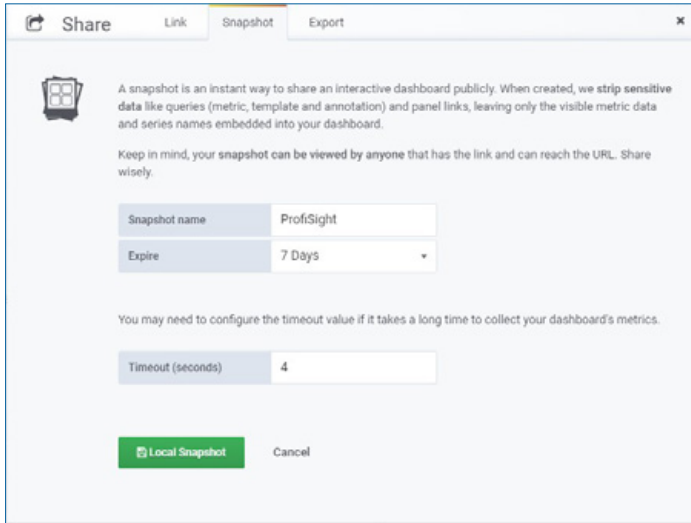 Share Link Snapshot Export ×
A snapshot is an instant way to share an interactive dashboard publicly. When created, we strip sensitive
data like queries (metric, template and annotation) and panel links, leaving only the visible metric data
and series names embedded into your dashboard.
Keep in mind, your snapshot can be viewed by anyone that has the link and can reach the URL. Share
wisely.
Snapshot name ProfiSight
Expire 7 Days
You may need to configure the timeout value if it takes a long time to collect your dashboard's metrics.
Timeout (seconds) 4
Local Snapshot Cancel